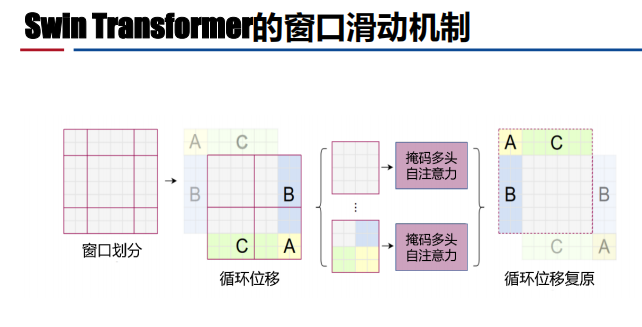 Swin Transformer的窗口滑动机制
A C
B
B
C A
窗口划分
循环位移
掩码多头
自注意力
⋮
掩码多头
自注意力
A C
B
B
C A
循环位移复原